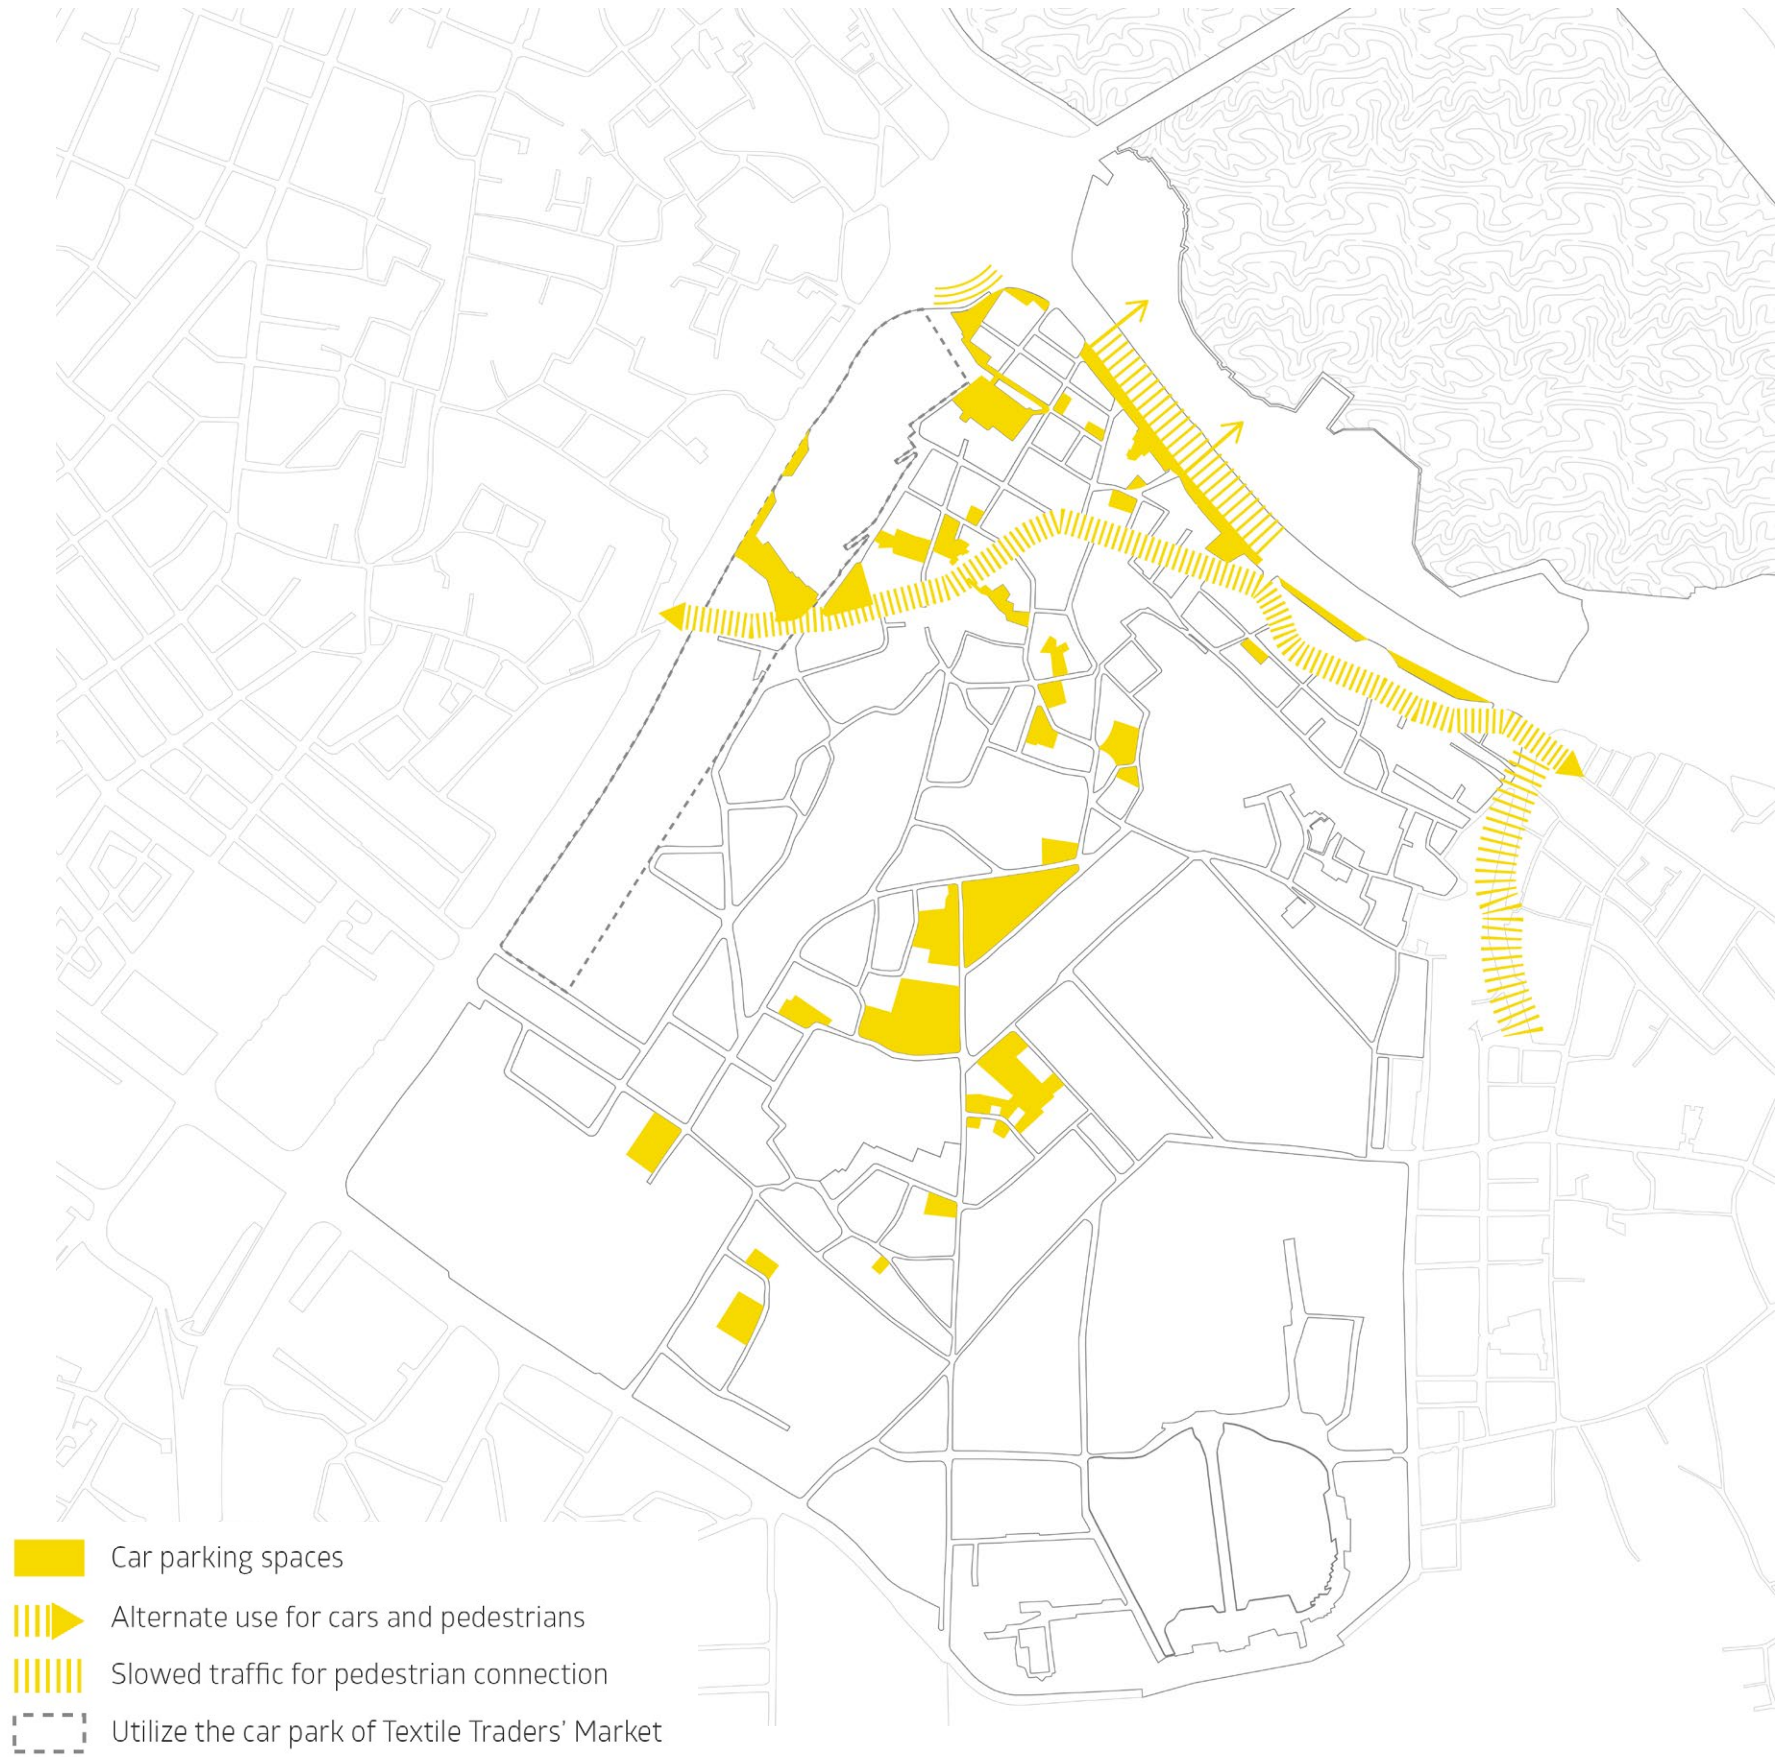 Car parking spaces
Alternate use for cars and pedestrians
Slowed traffic for pedestrian connection
Utilize the car park of Textile Traders’ Market